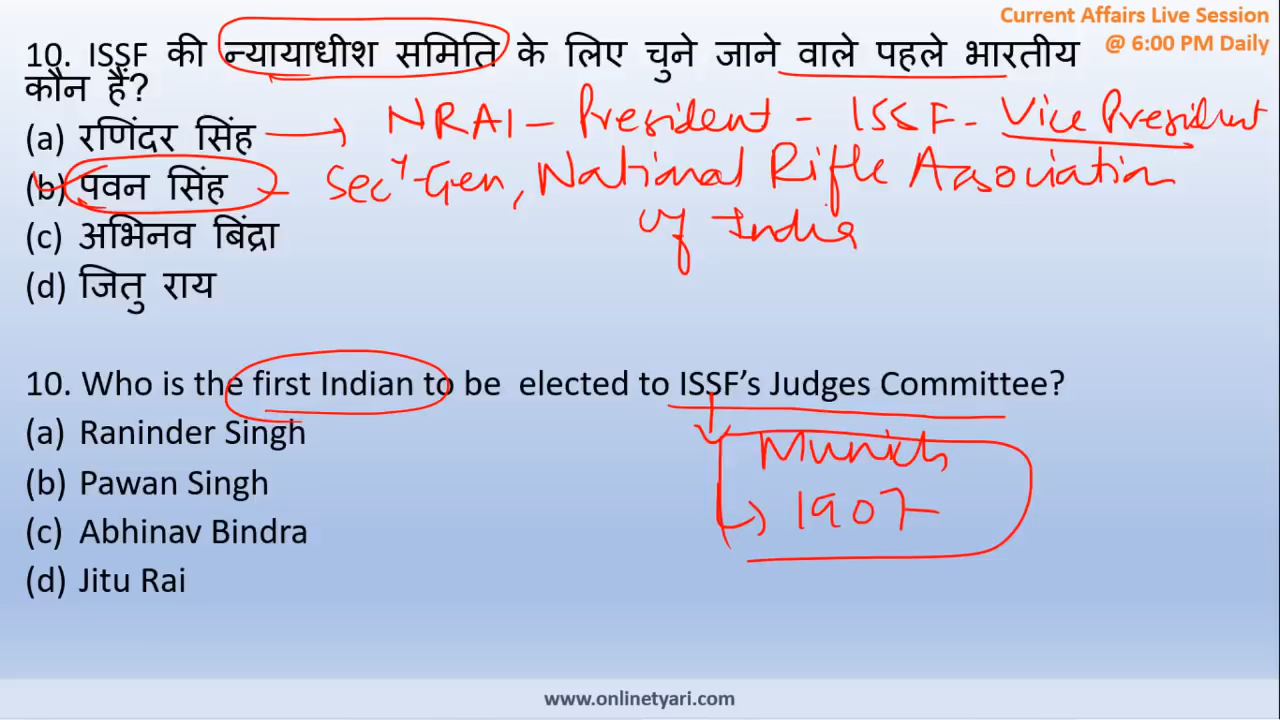 Current Affairs Live Session
@ 6:00 PM Daily
10. ISSF की न्यायाधीश समिति के लिए चुने जाने वाले पहले भारतीय
कौन हैं?
(a) रणिंदर सिंह → NRAI - President - ISSF - Vice President
(b) पवन सिंह - Secy Gen, National Rifle Association
of India
(c) अभिनव बिंद्रा
(d) जितु राय
10. Who is the first Indian to be elected to ISSF's Judges Committee?
(a) Raninder Singh
Munich
(b) Pawan Singh
→ 1907
(c) Abhinav Bindra
(d) Jitu Rai
www.onlinetyari.com